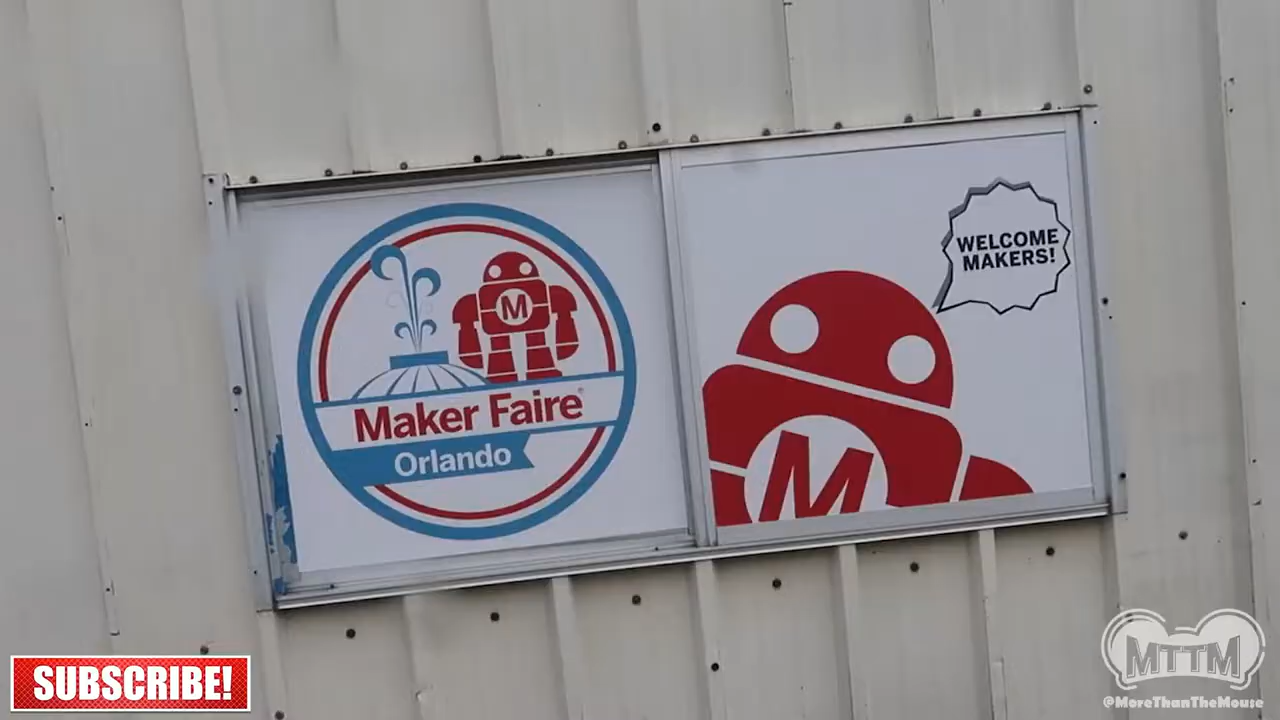 M
Maker Faire®
Orlando
WELCOME
MAKERS!
M
SUBSCRIBE!
MTTM
@MoreThanTheMouse